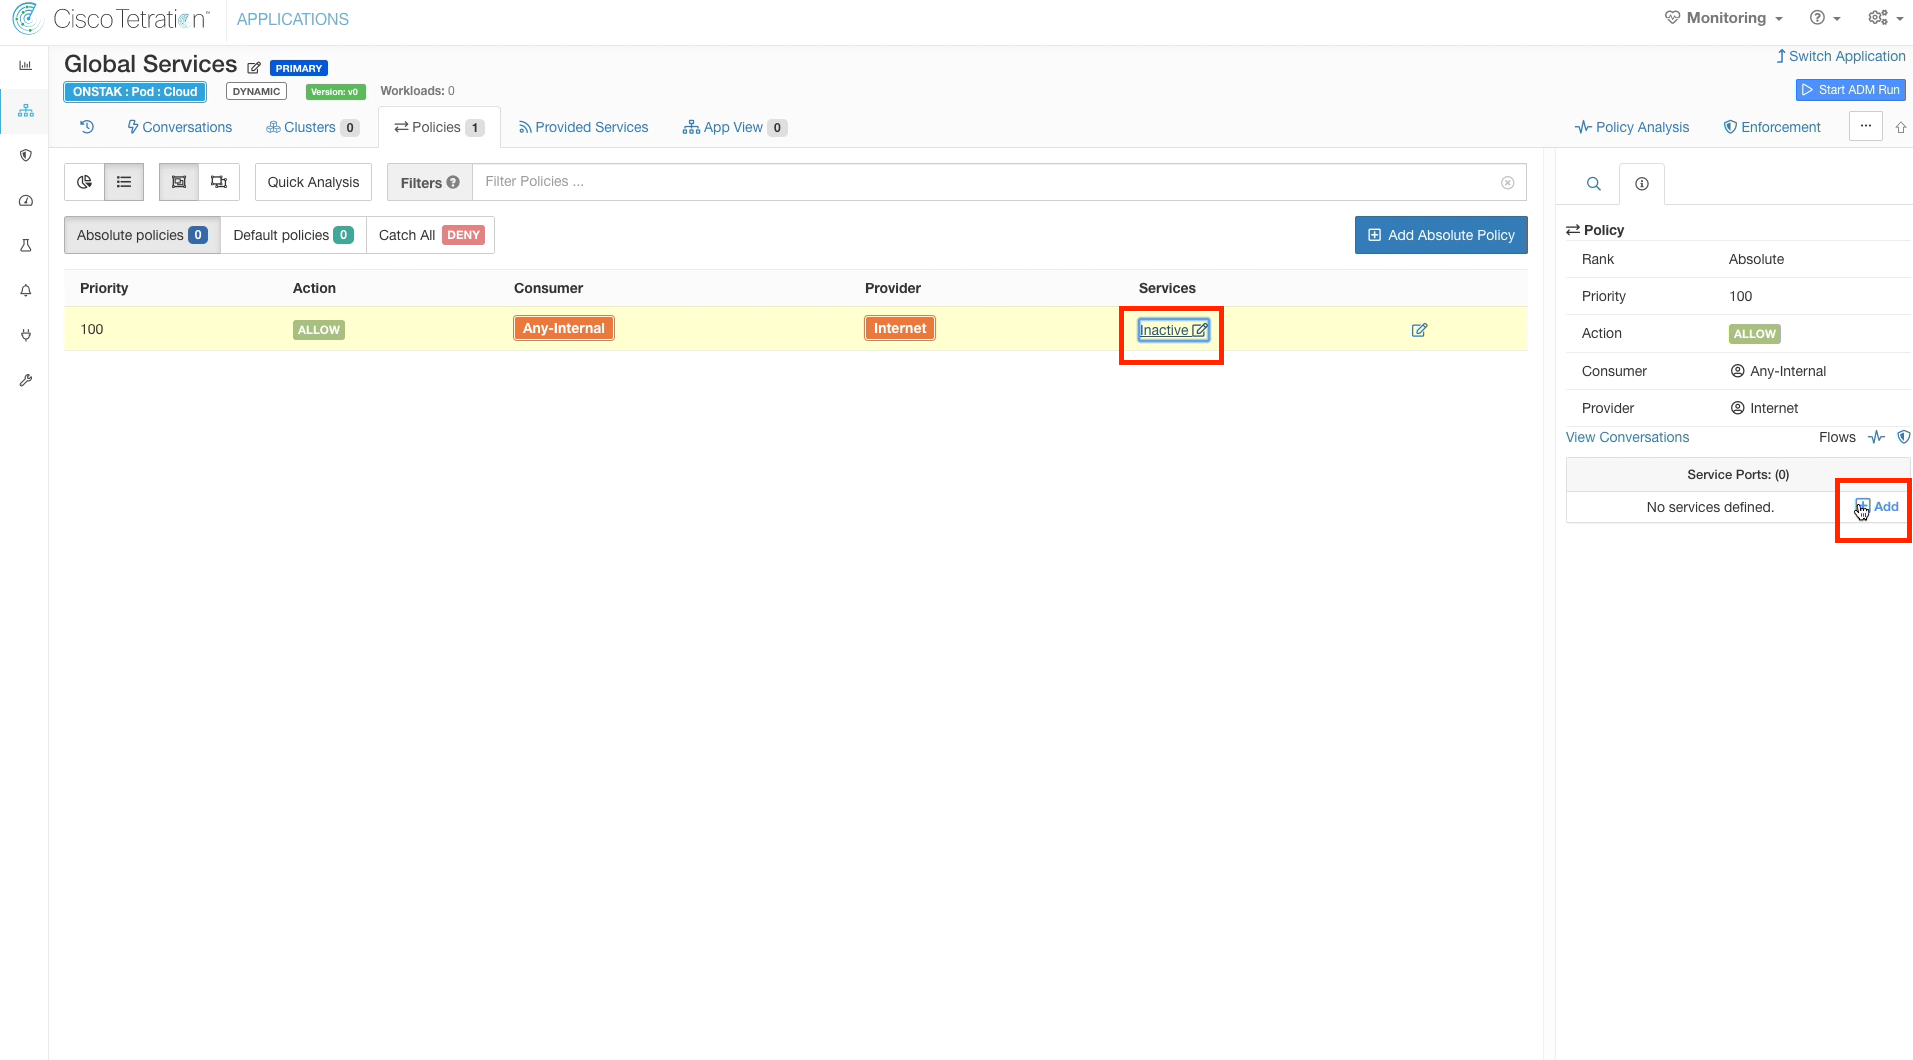 Cisco Tetration™ APPLICATIONS Monitoring
Global Services PRIMARY Switch Application
ONSTAK : Pod : Cloud DYNAMIC Version: v0 Workloads: 0 Start ADM Run
Conversations Clusters 0 Policies 1 Provided Services App View 0 Policy Analysis Enforcement ...
Quick Analysis Filters Filter Policies ...
Absolute policies 0 Default policies 0 Catch All DENY Add Absolute Policy
Priority Action Consumer Provider Services
100 ALLOW Any-Internal Internet Inactive
Policy
Rank Absolute
Priority 100
Action ALLOW
Consumer Any-Internal
Provider Internet
View Conversations Flows
Service Ports: (0)
No services defined. Add